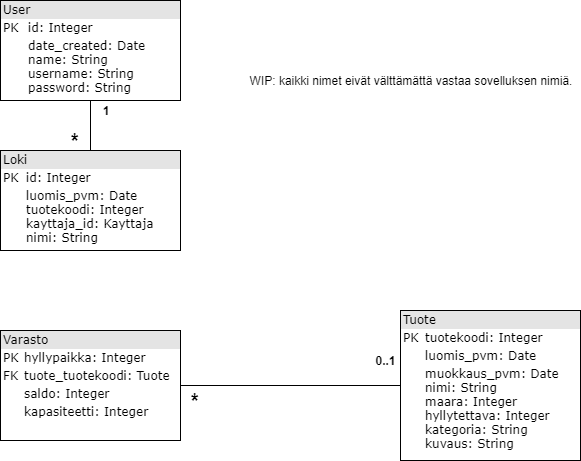 User
PK id: Integer
date_created: Date
name: String
username: String
password: String
WIP: kaikki nimet eivät välttämättä vastaa sovelluksen nimiä.
1
*
Loki
PK id: Integer
luomis_pvm: Date
tuotekoodi: Integer
kayttaja_id: Kayttaja
nimi: String
Varasto
PK hyllypaikka: Integer
FK tuote_tuotekoodi: Tuote
saldo: Integer
kapasiteetti: Integer
*
0..1
Tuote
PK tuotekoodi: Integer
luomis_pvm: Date
muokkaus_pvm: Date
nimi: String
maara: Integer
hyllytettava: Integer
kategoria: String
kuvaus: String